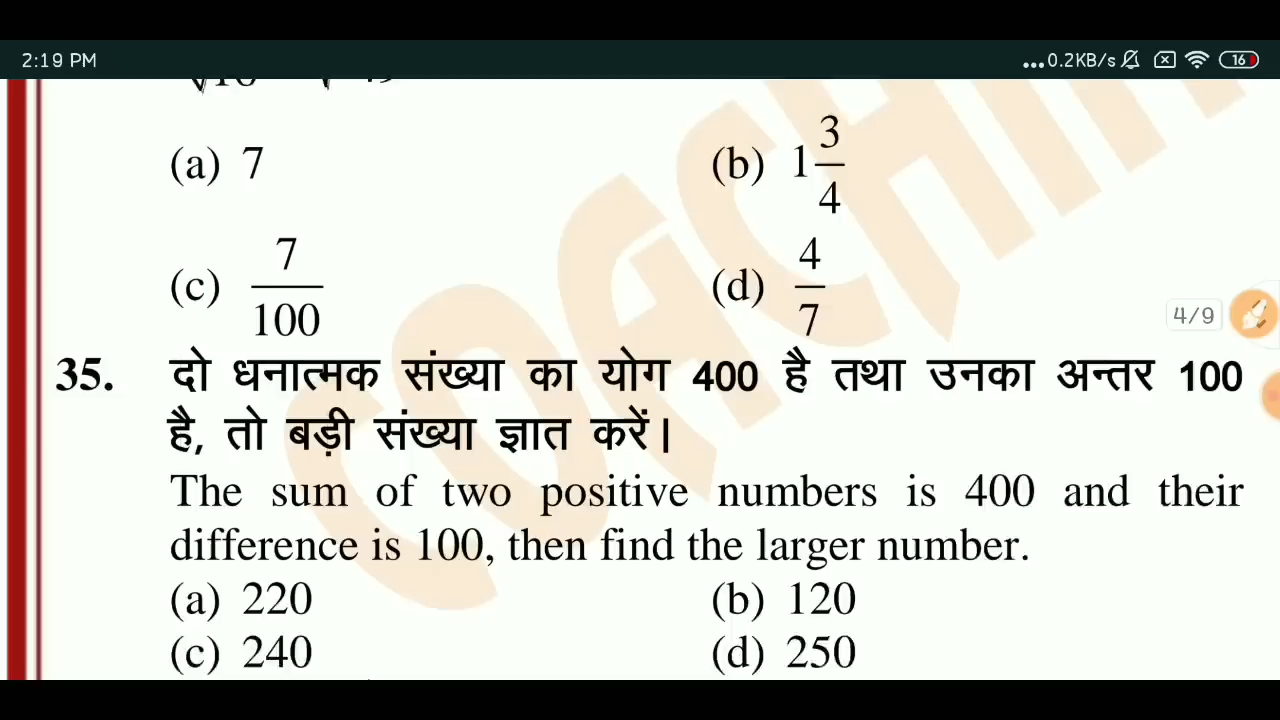 2:19 PM
...0.2KB/s 16
(a) 7 (b) 1 3/4
(c) 7/100 (d) 4/7
4/9
35. दो धनात्मक संख्या का योग 400 है तथा उनका अन्तर 100
है, तो बड़ी संख्या ज्ञात करें।
The sum of two positive numbers is 400 and their
difference is 100, then find the larger number.
(a) 220 (b) 120
(c) 240 (d) 250